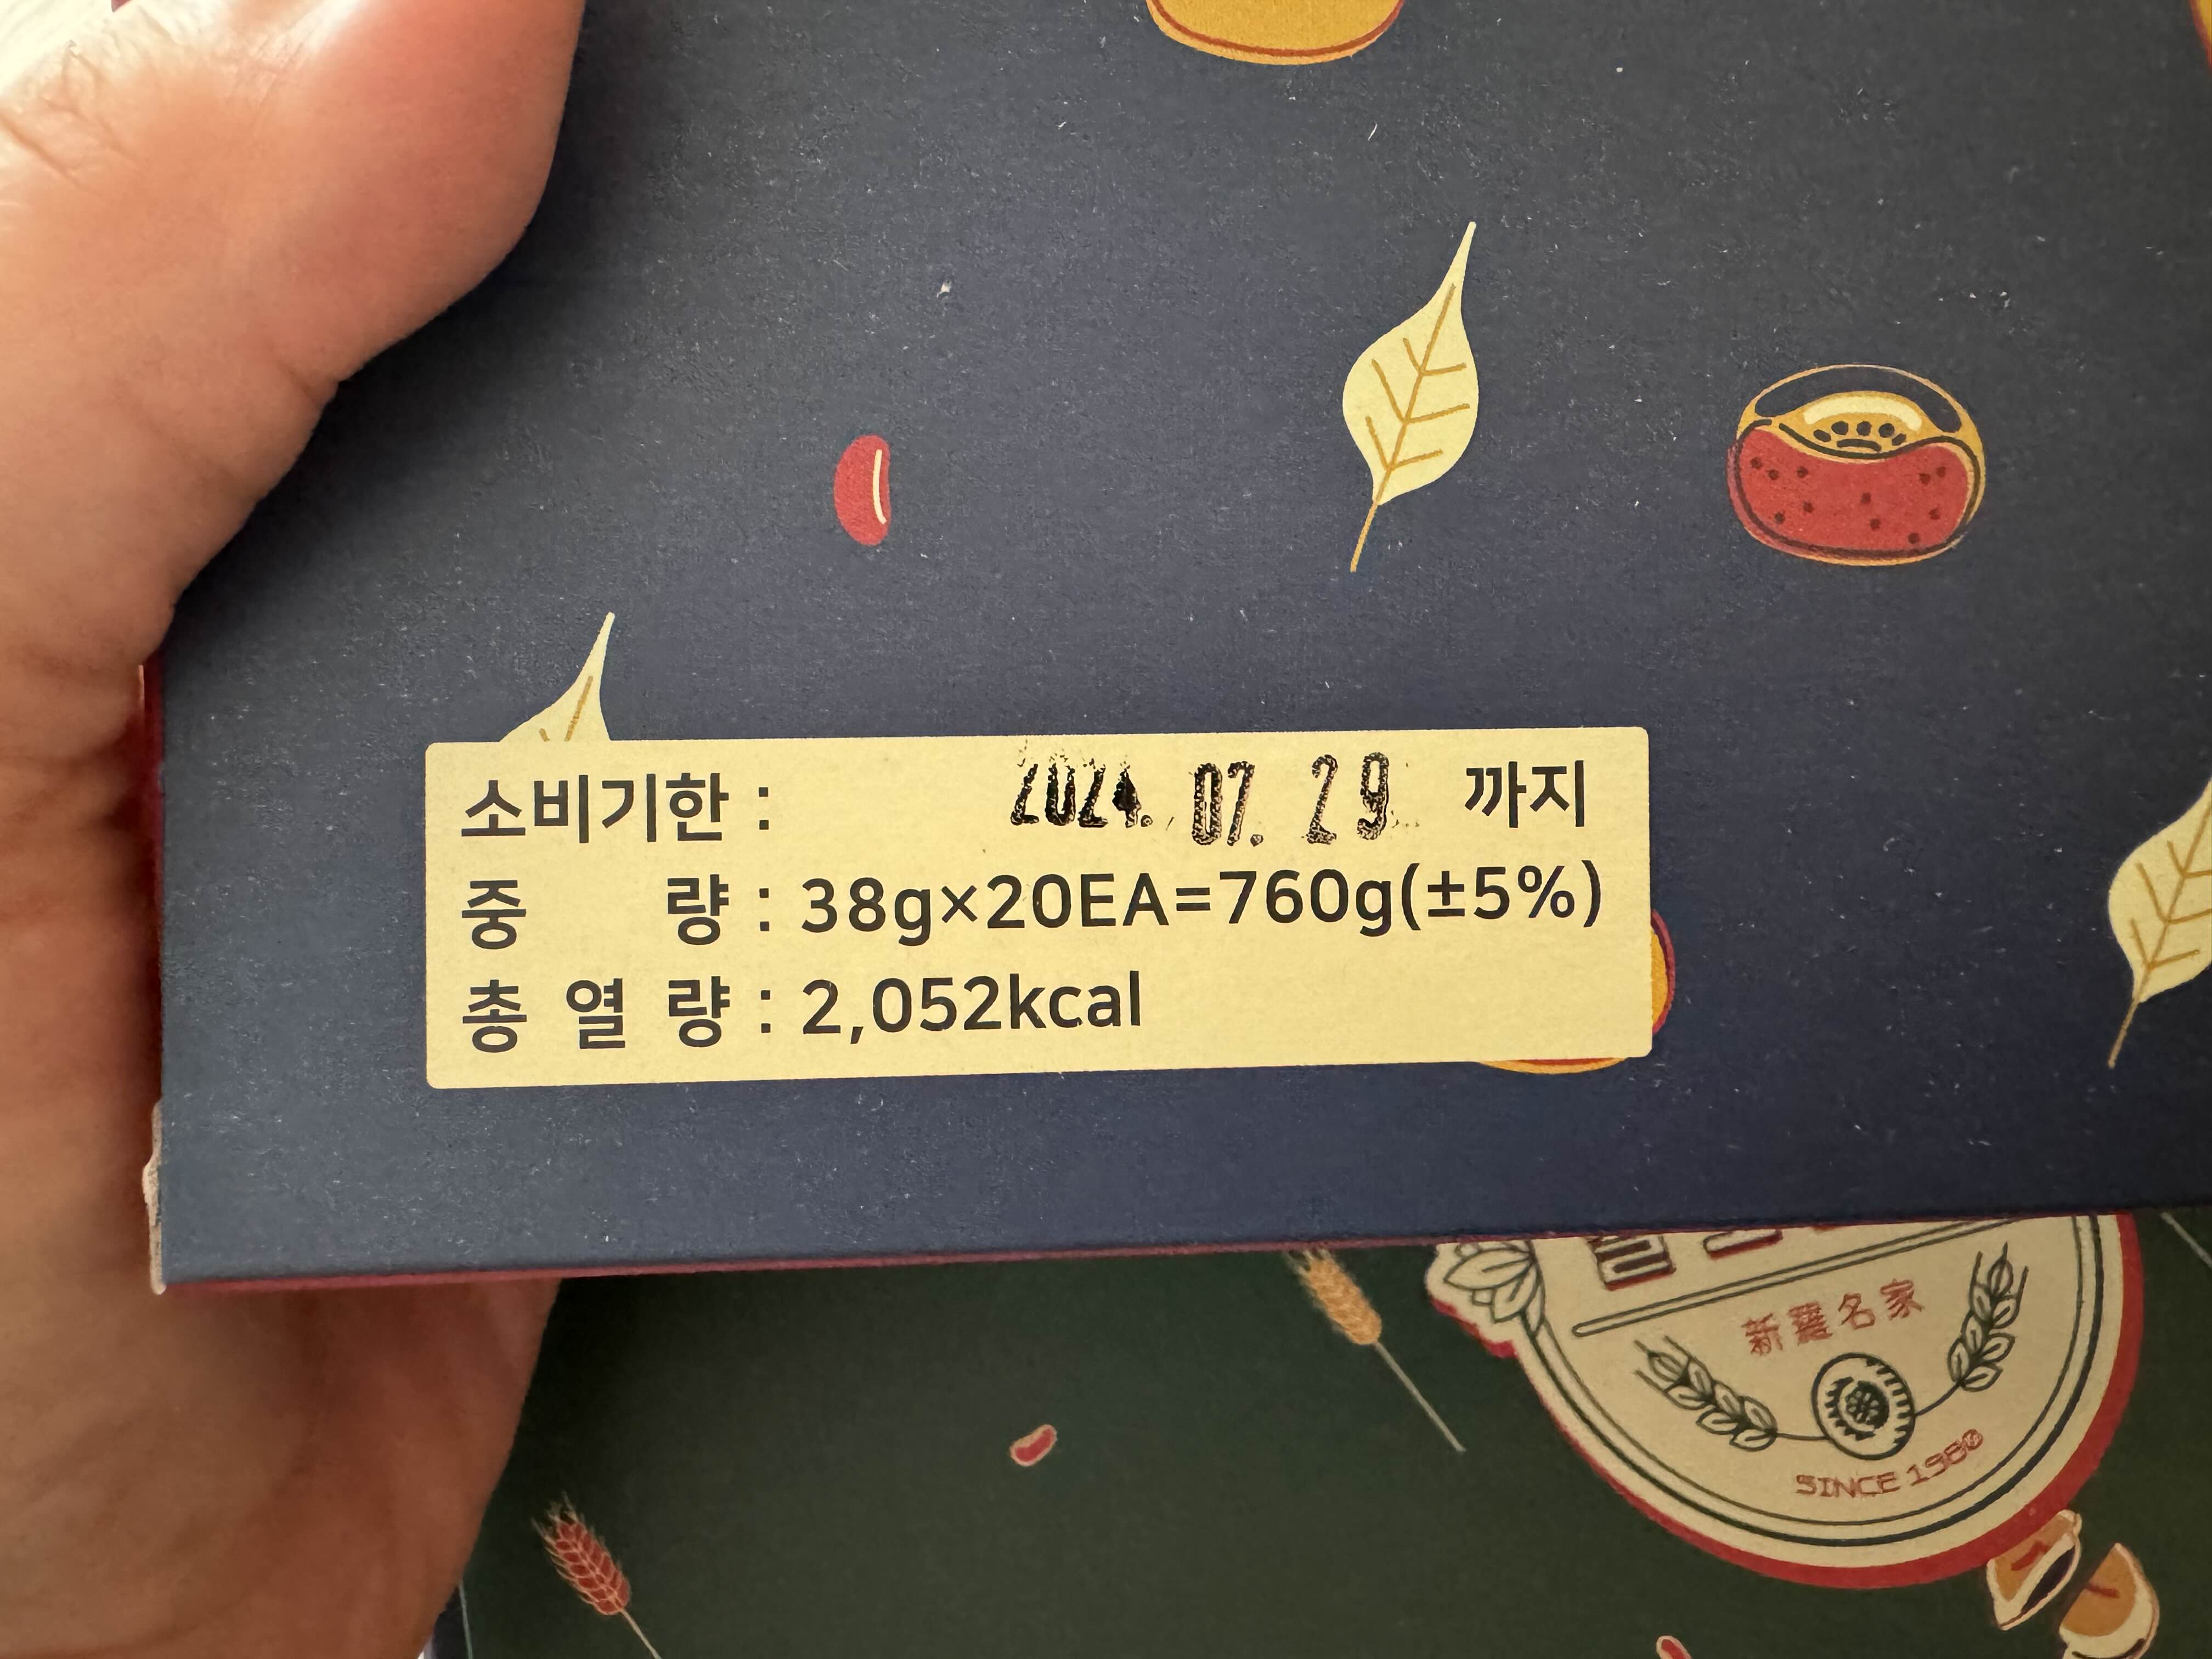 소비기한 : 2024. 07. 29 까지
중 량 : 38g×20EA=760g(±5%)
총 열 량 : 2,052kcal
新羅名家
SINCE 1980